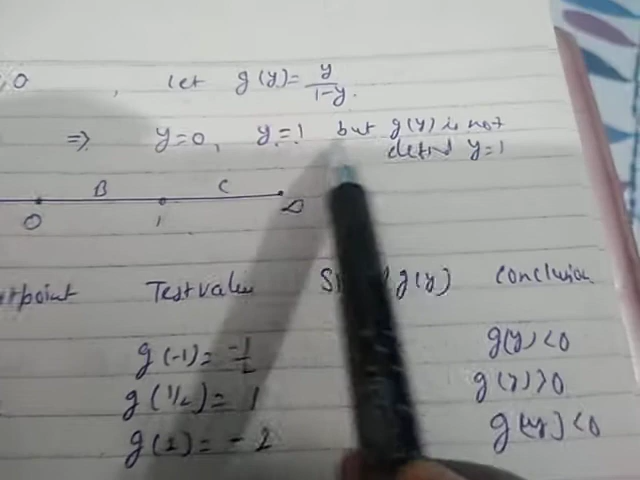 0 , Let g(y)= y/1-y.
⇒ y=0, y=1 but g(y) is not
y=1
B C
0 1 ∞
Test value g(y) conclusion
g(-1)= -1/2 g(y)<0
g(1/2)= 1 g(y)>0
g(2)= -2 g(y)<0